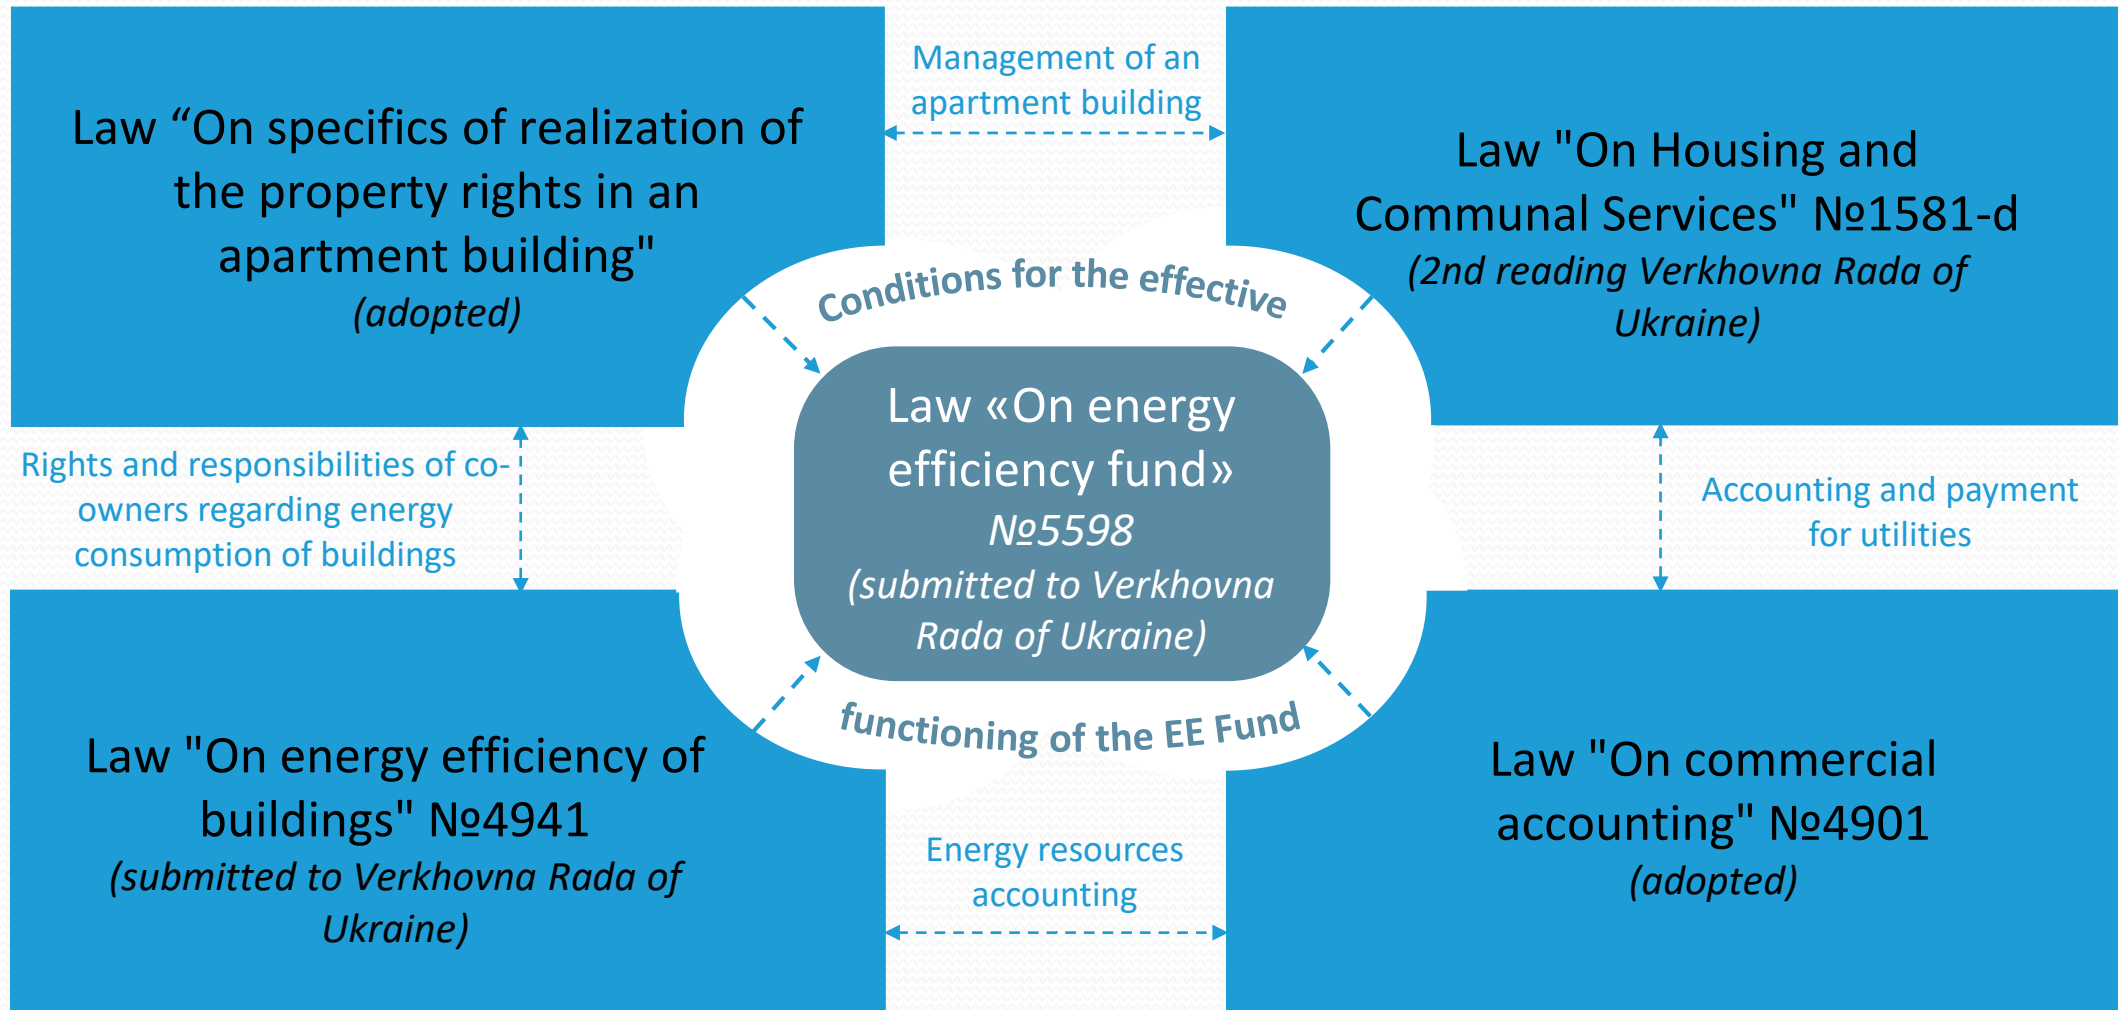 Law “On specifics of realization of
the property rights in an
apartment building"
(adopted)
Management of an
apartment building
Law "On Housing and
Communal Services" №1581-d
(2nd reading Verkhovna Rada of
Ukraine)
Conditions for the effective
Law «On energy
efficiency fund»
№5598
(submitted to Verkhovna
Rada of Ukraine)
functioning of the EE Fund
Rights and responsibilities of co-
owners regarding energy
consumption of buildings
Accounting and payment
for utilities
Law "On energy efficiency of
buildings" №4941
(submitted to Verkhovna Rada of
Ukraine)
Energy resources
accounting
Law "On commercial
accounting" №4901
(adopted)